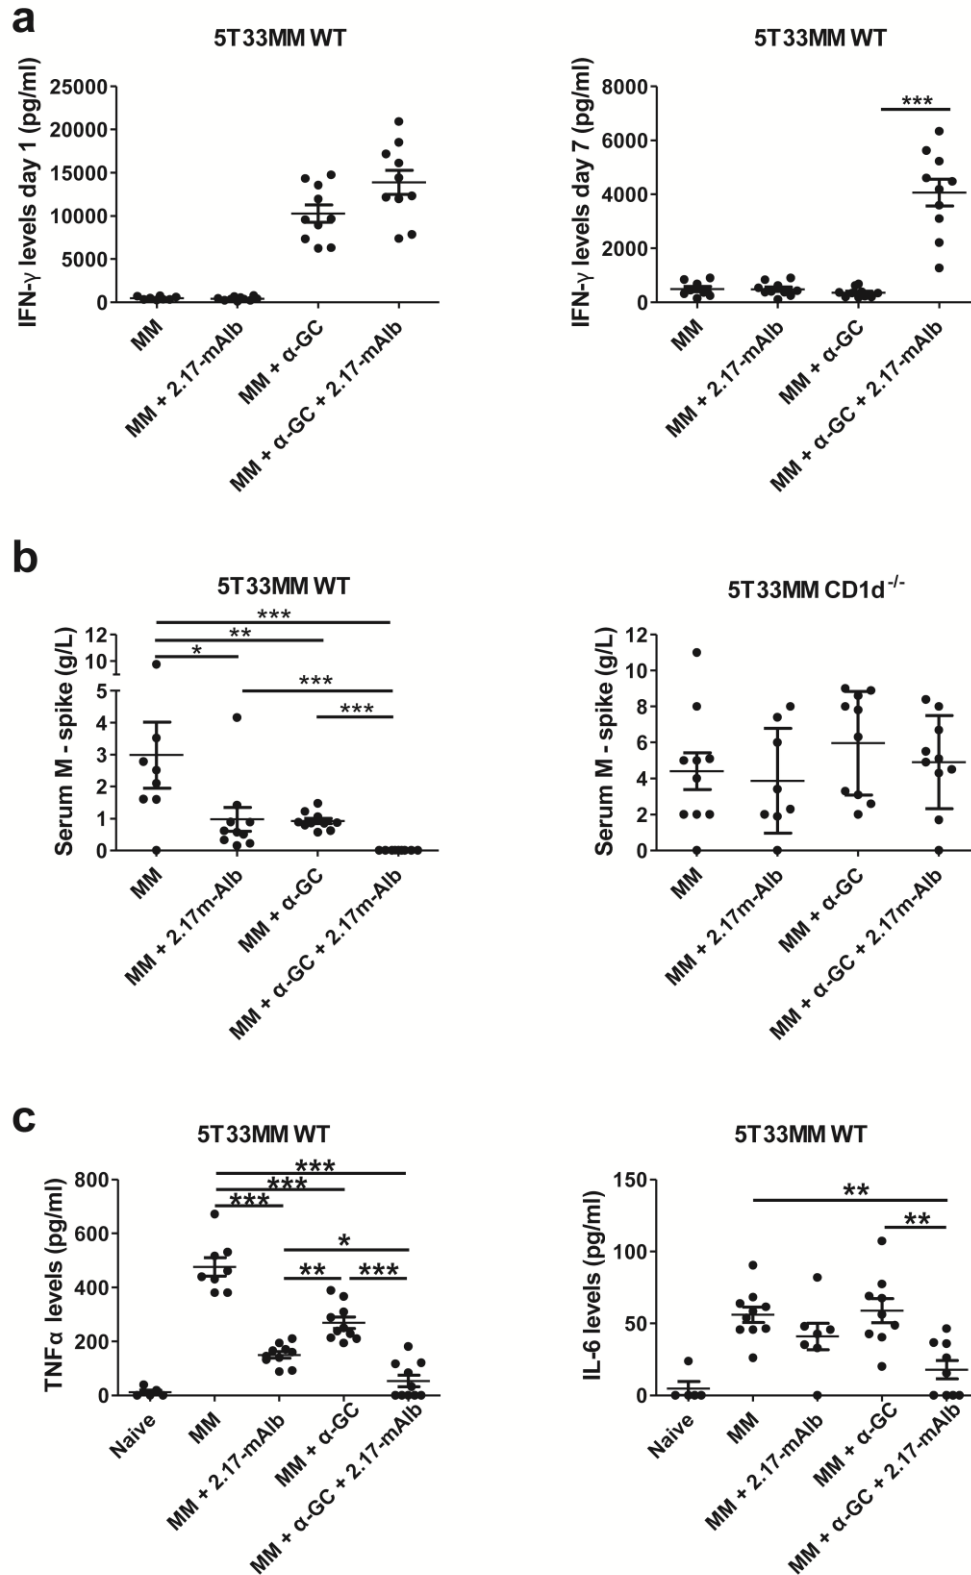 a
5T33MM WT
IFN-γ levels day 1 (pg/ml)
25000
20000
15000
10000
5000
0
MM
MM + 2.17-mAlb
MM + α-GC
MM + α-GC + 2.17-mAlb
5T33MM WT
IFN-γ levels day 7 (pg/ml)
8000
6000
4000
2000
0
***
MM
MM + 2.17-mAlb
MM + α-GC
MM + α-GC + 2.17-mAlb
b
5T33MM WT
Serum M - spike (g/L)
12
10
8
5
4
3
2
1
0
***
**
*
***
***
MM
MM + 2.17m-Alb
MM + α-GC
MM + α-GC + 2.17m-Alb
5T33MM CD1d-/-
Serum M - spike (g/L)
12
10
8
6
4
2
0
MM
MM + 2.17m-Alb
MM + α-GC
MM + α-GC + 2.17m-Alb
c
5T33MM WT
TNFα levels (pg/ml)
800
600
400
200
0
***
***
***
*
**
***
Naive
MM
MM + 2.17-mAlb
MM + α-GC
MM + α-GC + 2.17-mAlb
5T33MM WT
IL-6 levels (pg/ml)
150
100
50
0
**
**
Naive
MM
MM + 2.17-mAlb
MM + α-GC
MM + α-GC + 2.17-mAlb